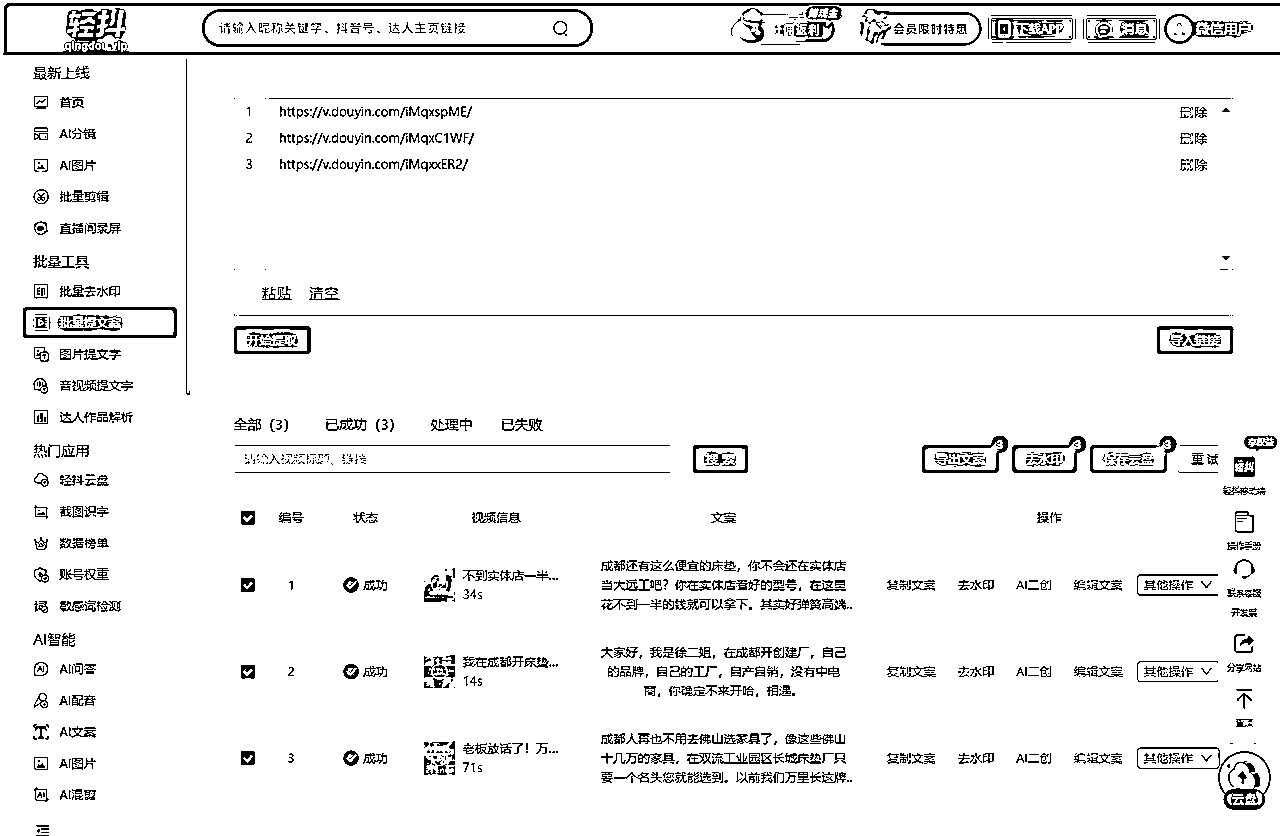 轻抖
qingdou.vip
请输入昵称关键字、抖音号、达人主页链接
会员限时特惠
下载APP
消息
微信用户
最新上线
首页
AI分镜
AI图片
批量剪辑
直播间录屏
批量工具
批量去水印
批量提文案
图片提文字
音视频提文字
达人作品解析
热门应用
轻抖云盘
截图识字
数据榜单
账号权重
敏感词检测
AI智能
AI问答
AI配音
AI文案
AI图片
AI混剪
1 https://v.douyin.com/iMqxspME/ 删除
2 https://v.douyin.com/iMqxC1WF/ 删除
3 https://v.douyin.com/iMqxxER2/ 删除
粘贴 清空
开始提取 导入链接
全部 (3) 已成功 (3) 处理中 已失败
请输入视频标题、链接 搜索 导出文案 3 去水印 3 保存云盘 3 重试
编号 状态 视频信息 文案 操作
1 成功 不到实体店一半...
34s
成都还有这么便宜的床垫，你不会还在实体店
当大冤工吧？你在实体店看好的型号，在这里
花不到一半的钱就可以拿下。其实好弹簧高端..
复制文案 去水印 AI二创 编辑文案 其他操作
2 成功 我在成都开床垫...
14s
大家好，我是徐二姐，在成都开创建厂，自己
的品牌，自己的工厂，自产自销，没有中电
商，你确定不来开始，相遇。
复制文案 去水印 AI二创 编辑文案 其他操作
3 成功 老板放话了！万...
71s
成都人再也不用去佛山选家具了，像这些佛山
十几万的家具，在双流工业园区长城床垫厂只
要一个名头您就能选到。以前我们万里长这牌..
复制文案 去水印 AI二创 编辑文案 其他操作
轻抖
轻抖移动端
操作手册
联系客服
开发票
分享网站
置顶
云盘